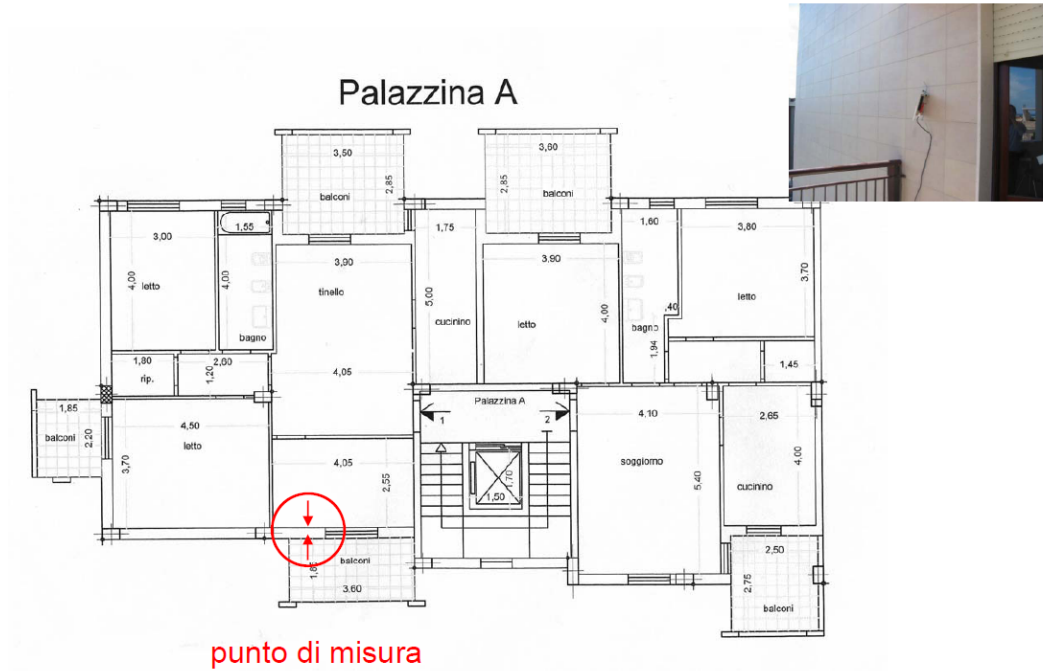 Palazzina A
3,50
2,85
balconi
3,60
2,85
balconi
3,00
4,00
letto
1,55
4,00
bagno
3,90
tinello
4,05
1,75
5,00
cucinino
3,90
4,00
letto
1,60
bagno
,40
1,94
3,80
3,70
letto
1,45
1,80
rip.
2,60
1,20
1,85
balconi
2,20
4,50
letto
3,70
4,05
2,55
Palazzina A
1
2
1,70
1,50
4,10
soggiorno
5,40
2,65
4,00
cucinino
balconi
1,85
3,60
2,50
2,75
balconi
punto di misura